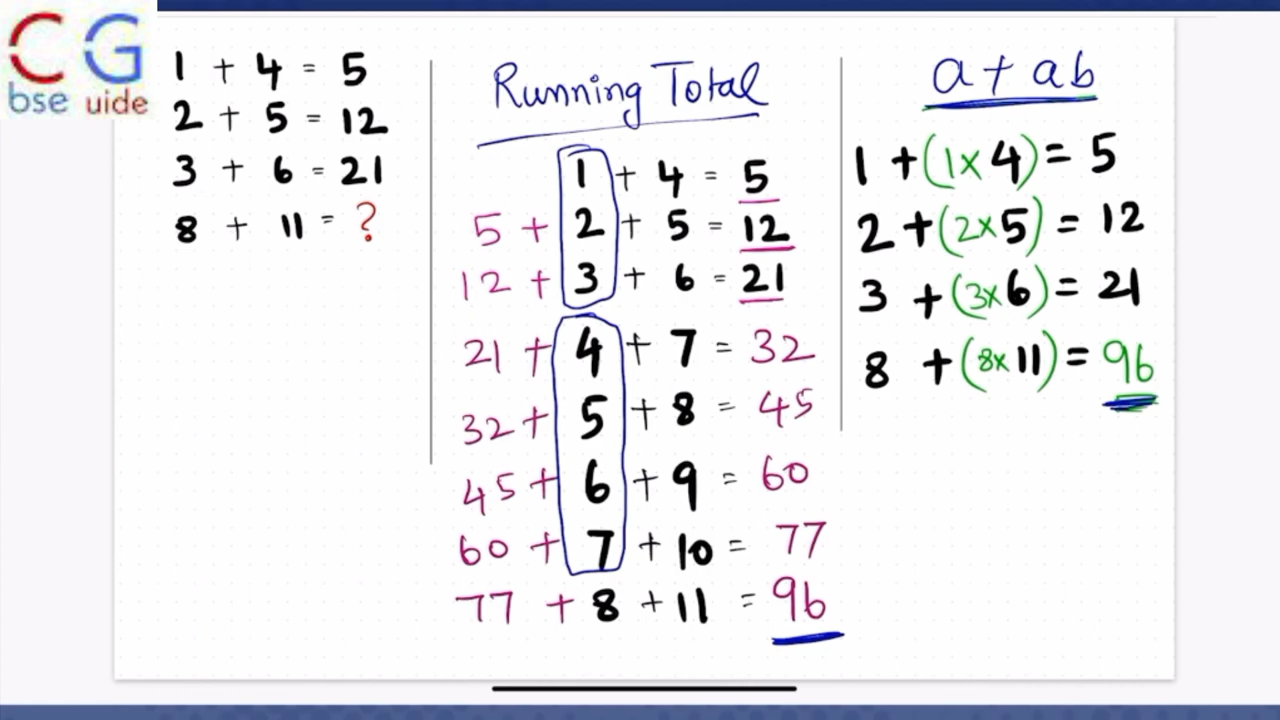 CG
bse uide
1 + 4 = 5
2 + 5 = 12
3 + 6 = 21
8 + 11 = ?
Running Total
1 + 4 = 5
5 + 2 + 5 = 12
12 + 3 + 6 = 21
21 + 4 + 7 = 32
32 + 5 + 8 = 45
45 + 6 + 9 = 60
60 + 7 + 10 = 77
77 + 8 + 11 = 96
a + ab
1 + (1x4) = 5
2 + (2x5) = 12
3 + (3x6) = 21
8 + (8x11) = 96